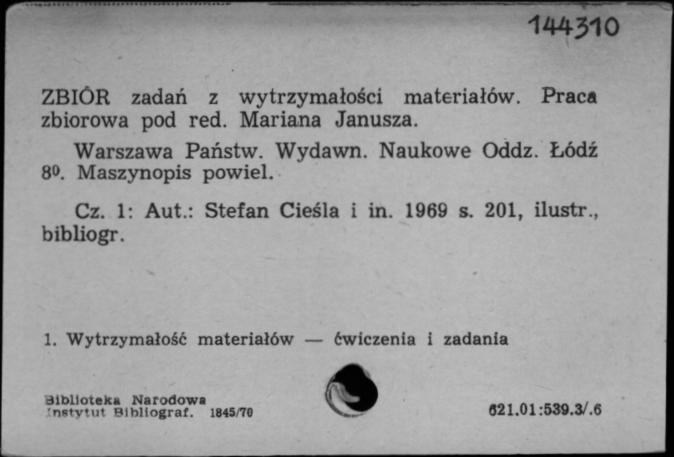 144310
ZBIÓR zadań z wytrzymałości materiałów. Praca
zbiorowa pod red. Mariana Janusza.
Warszawa Państw. Wydawn. Naukowe Oddz. Łódź
8⁰. Maszynopis powiel.
Cz. 1: Aut.: Stefan Cieśla i in. 1969 s. 201, ilustr.,
bibliogr.
1. Wytrzymałość materiałów — ćwiczenia i zadania
Biblioteka Narodowa
Instytut Bibliograf. 1845/70
621.01:539.3/.6